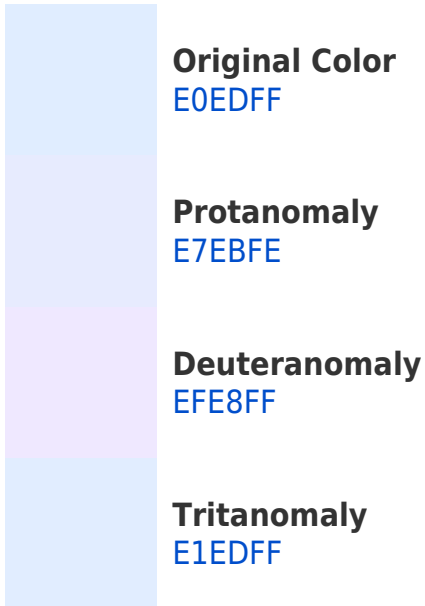 Original Color
E0EDFF
Protanomaly
E7EBFE
Deuteranomaly
EFE8FF
Tritanomaly
E1EDFF